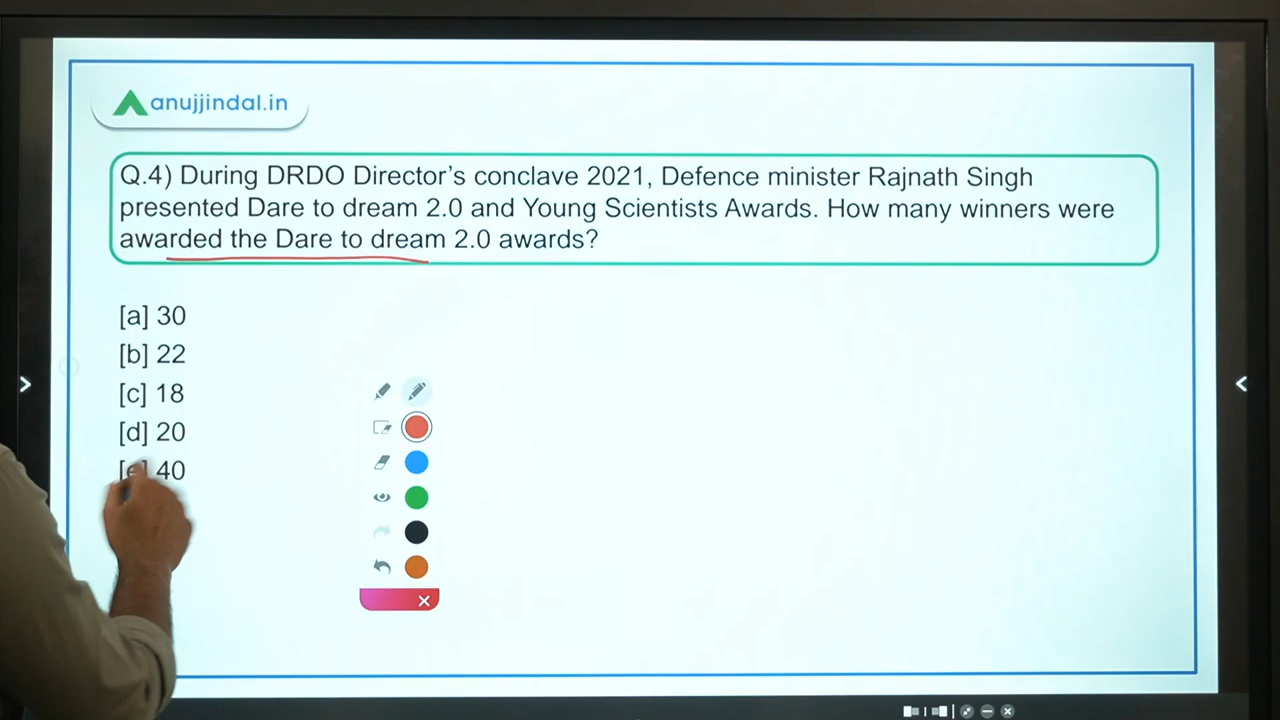 anujjindal.in
Q.4) During DRDO Director's conclave 2021, Defence minister Rajnath Singh
presented Dare to dream 2.0 and Young Scientists Awards. How many winners were
awarded the Dare to dream 2.0 awards?
[a] 30
[b] 22
[c] 18
[d] 20
[e] 40